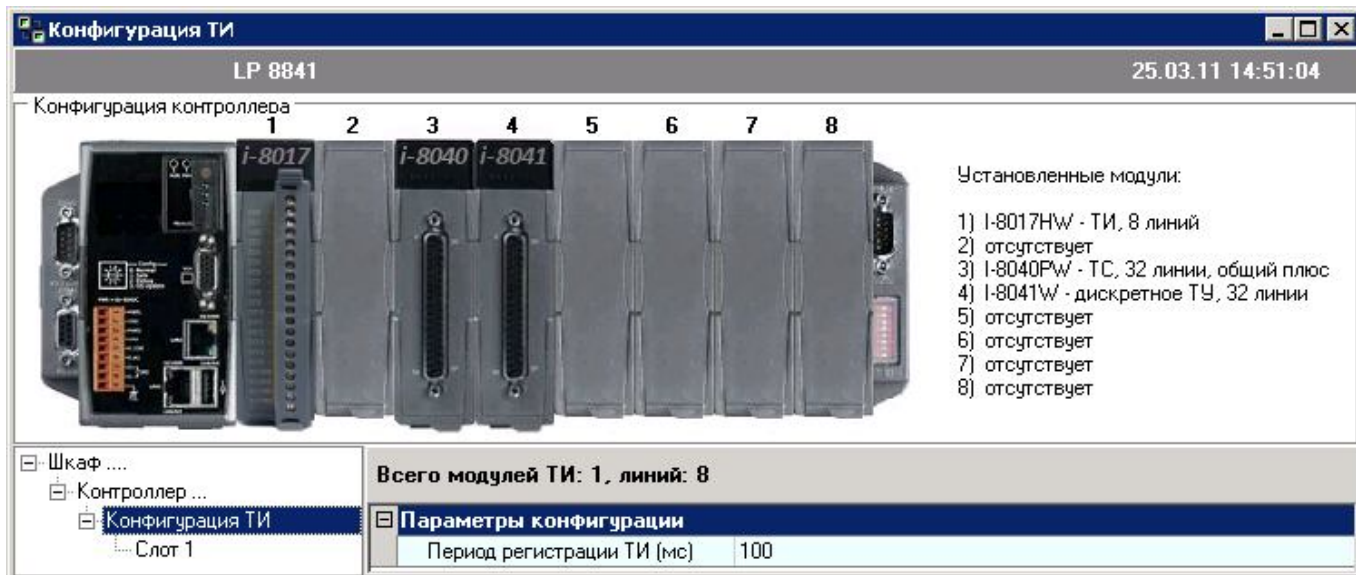 Конфигурация ТИ
LP 8841 25.03.11 14:51:04
Конфигурация контроллера
1 2 3 4 5 6 7 8
i-8017 i-8040 i-8041
Установленные модули:
1) I-8017HW - ТИ, 8 линий
2) отсутствует
3) I-8040PW - ТС, 32 линии, общий плюс
4) I-8041W - дискретное ТУ, 32 линии
5) отсутствует
6) отсутствует
7) отсутствует
8) отсутствует
Шкаф ....
Контроллер ...
Конфигурация ТИ
Слот 1
Всего модулей ТИ: 1, линий: 8
Параметры конфигурации
Период регистрации ТИ (мс) 100